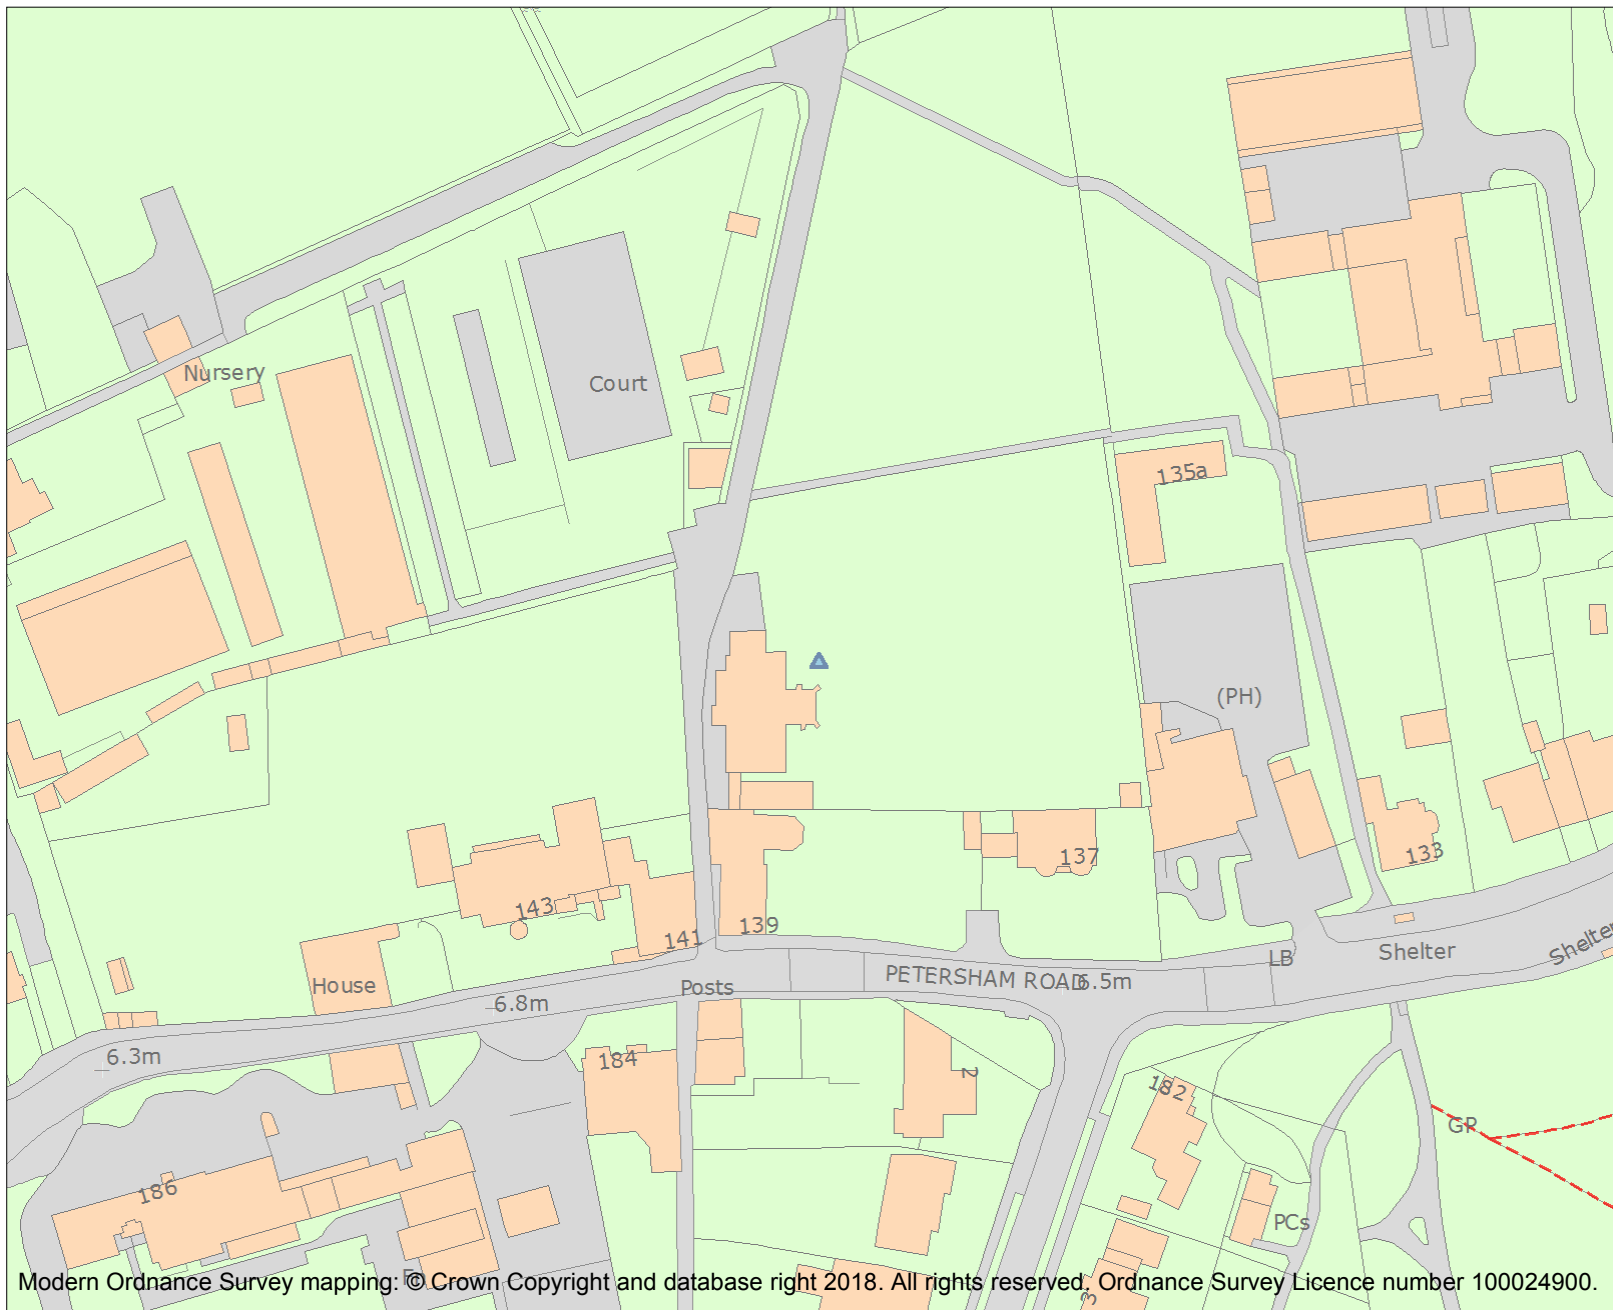 Nursery
Court
135a
(PH)
137
133
143
139
141
LB
Shelter
Shelter
House
Posts
PETERSHAM ROAD
6.5m
6.8m
6.3m
184
2
182
GP
186
PCs
3
Modern Ordnance Survey mapping: © Crown Copyright and database right 2018. All rights reserved. Ordnance Survey Licence number 100024900.